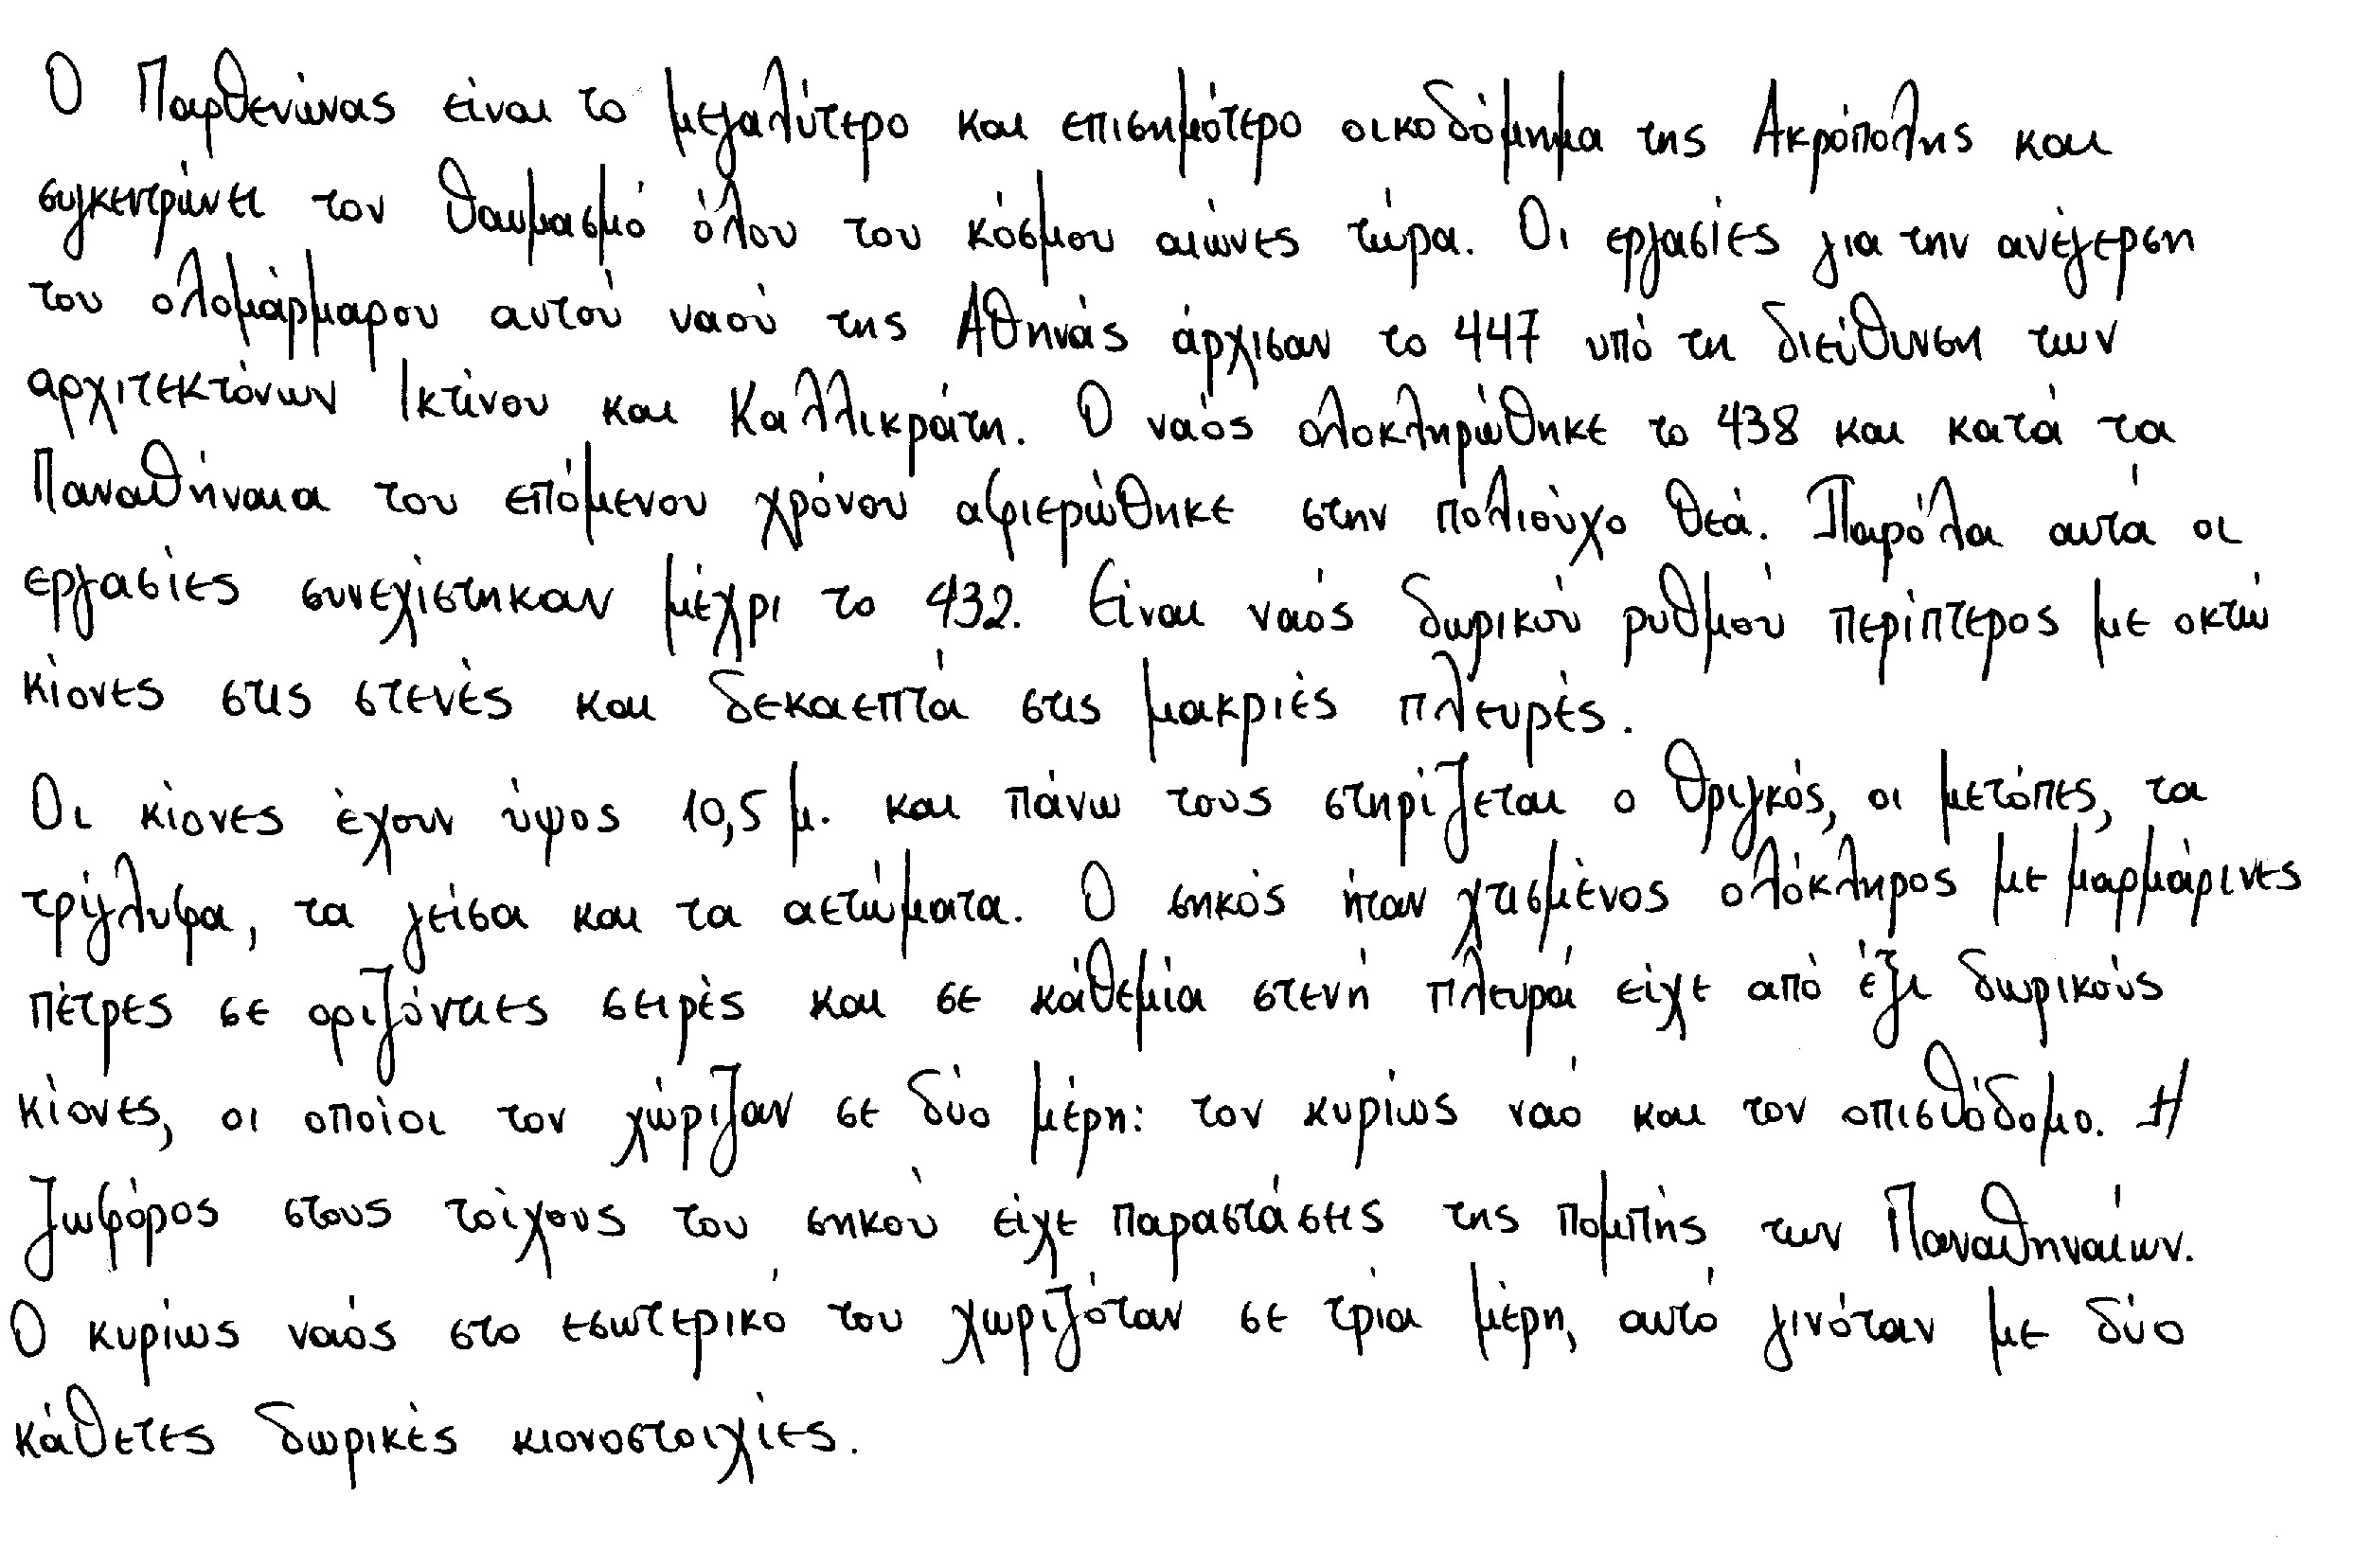 Ο Παρθενώνας είναι το μεγαλύτερο και επισημότερο οικοδόμημα της Ακρόπολης και
συγκεντρώνει τον θαυμασμό όλου του κόσμου αιώνες τώρα. Οι εργασίες για την ανέγερση
του ολομάρμαρου αυτού ναού της Αθηνάς άρχισαν το 447 υπό τη διεύθυνση των
αρχιτεκτόνων Ικτίνου και Καλλικράτη. Ο ναός ολοκληρώθηκε το 438 και κατά τα
Παναθήναια του επόμενου χρόνου αφιερώθηκε στην πολιούχο θεά. Παρόλα αυτά οι
εργασίες συνεχίστηκαν μέχρι το 432. Είναι ναός δωρικού ρυθμού περίπτερος με οκτώ
κίονες στις στενές και δεκαεπτά στις μακριές πλευρές.
Οι κίονες έχουν ύψος 10,5 μ. και πάνω τους στηρίζεται ο θριγκός, οι μετόπες, τα
τρίγλυφα, τα γείσα και τα αετώματα. Ο σηκός ήταν χτισμένος ολόκληρος με μαρμάρινες
πέτρες σε οριζόντιες σειρές και σε κάθεμία στενή πλευρά είχε από έξι δωρικούς
κίονες, οι οποίοι τον χώριζαν σε δύο μέρη: τον κυρίως ναό και τον οπισθόδομο. Η
ζωφόρος στους τοίχους του σηκού είχε παραστάσεις της πομπής των Παναθηναίων.
Ο κυρίως ναός στο εσωτερικό του χωριζόταν σε τρία μέρη, αυτό γινόταν με δύο
κάθετες δωρικές κιονοστοιχίες.